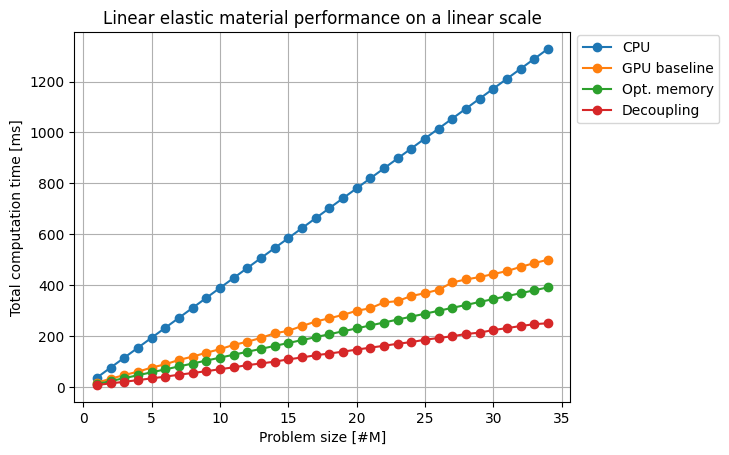 Linear elastic material performance on a linear scale
CPU
GPU baseline
Opt. memory
Decoupling
Total computation time [ms]
1200
1000
800
600
400
200
0
0 5 10 15 20 25 30 35
Problem size [#M]